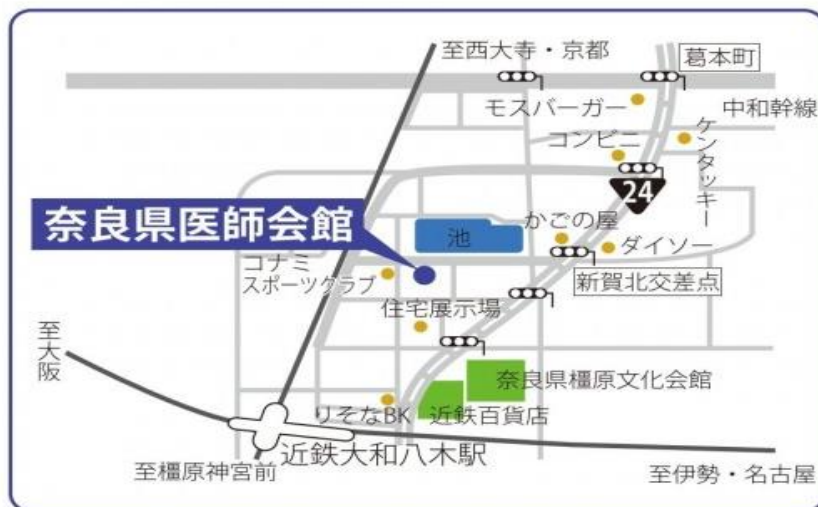 至西大寺・京都
葛本町
モスバーガー
中和幹線
コンビニ
ケンタッキー
24
奈良県医師会館
池
かごの屋
ダイソー
コナミ
スポーツクラブ
新賀北交差点
住宅展示場
至大阪
奈良県橿原文化会館
りそなBK
近鉄百貨店
近鉄大和八木駅
至橿原神宮前
至伊勢・名古屋